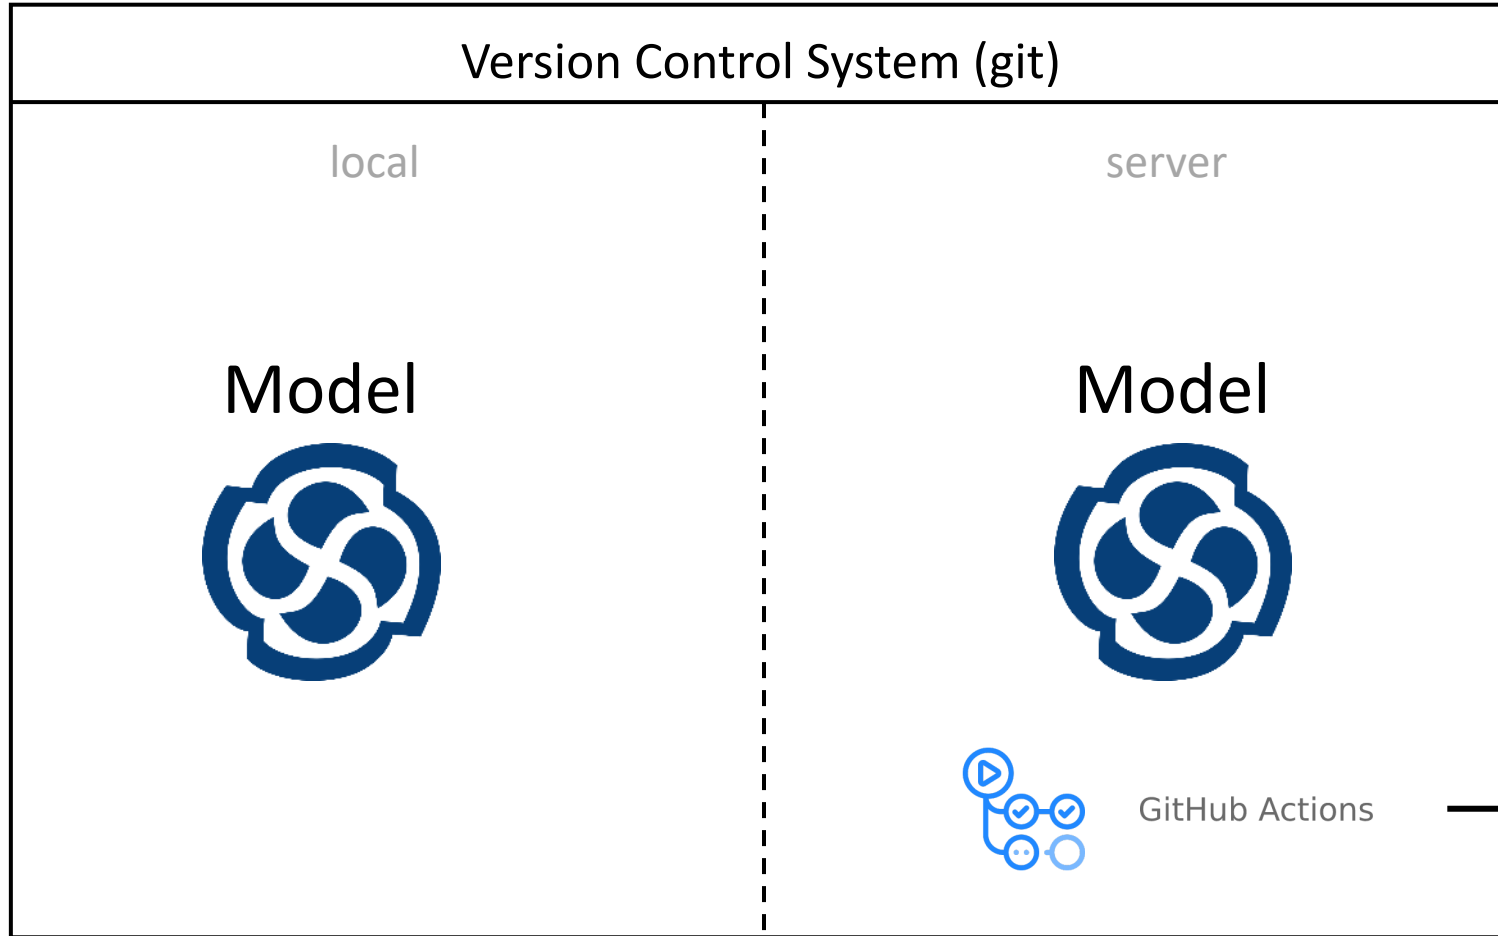 Version Control System (git)
local
server
Model
Model
GitHub Actions